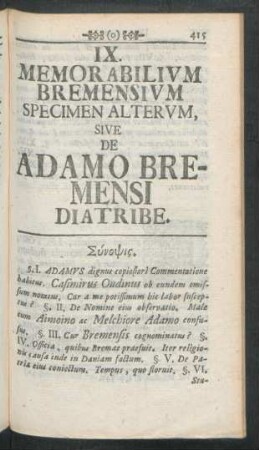 (o) 415
IX.
MEMORABILIVM
BREMENSIVM
SPECIMEN ALTERVM,
SIVE
DE
ADAMO BRE-
MENSI
DIATRIBE.
Σύνοψις.
§. I. ADAMVS dignus copiosiori Commentatione
habitus. Casimirus Oudinus ob eundem omis-
sum notatus. Cur a me potissimum hic labor suscep-
tus? §. II. De Nomine eius observatio. Male
cum Aimoino ac Melchiore Adamo confu-
sus. §. III. Cur Bremensis cognominatus? §.
IV. Officia, quibus Bremae praefuit. Iter religio-
nis causa inde in Daniam factum. §. V. De Pa-
tria eius coniectum. Tempus, quo floruit. §. VI.
Sta-